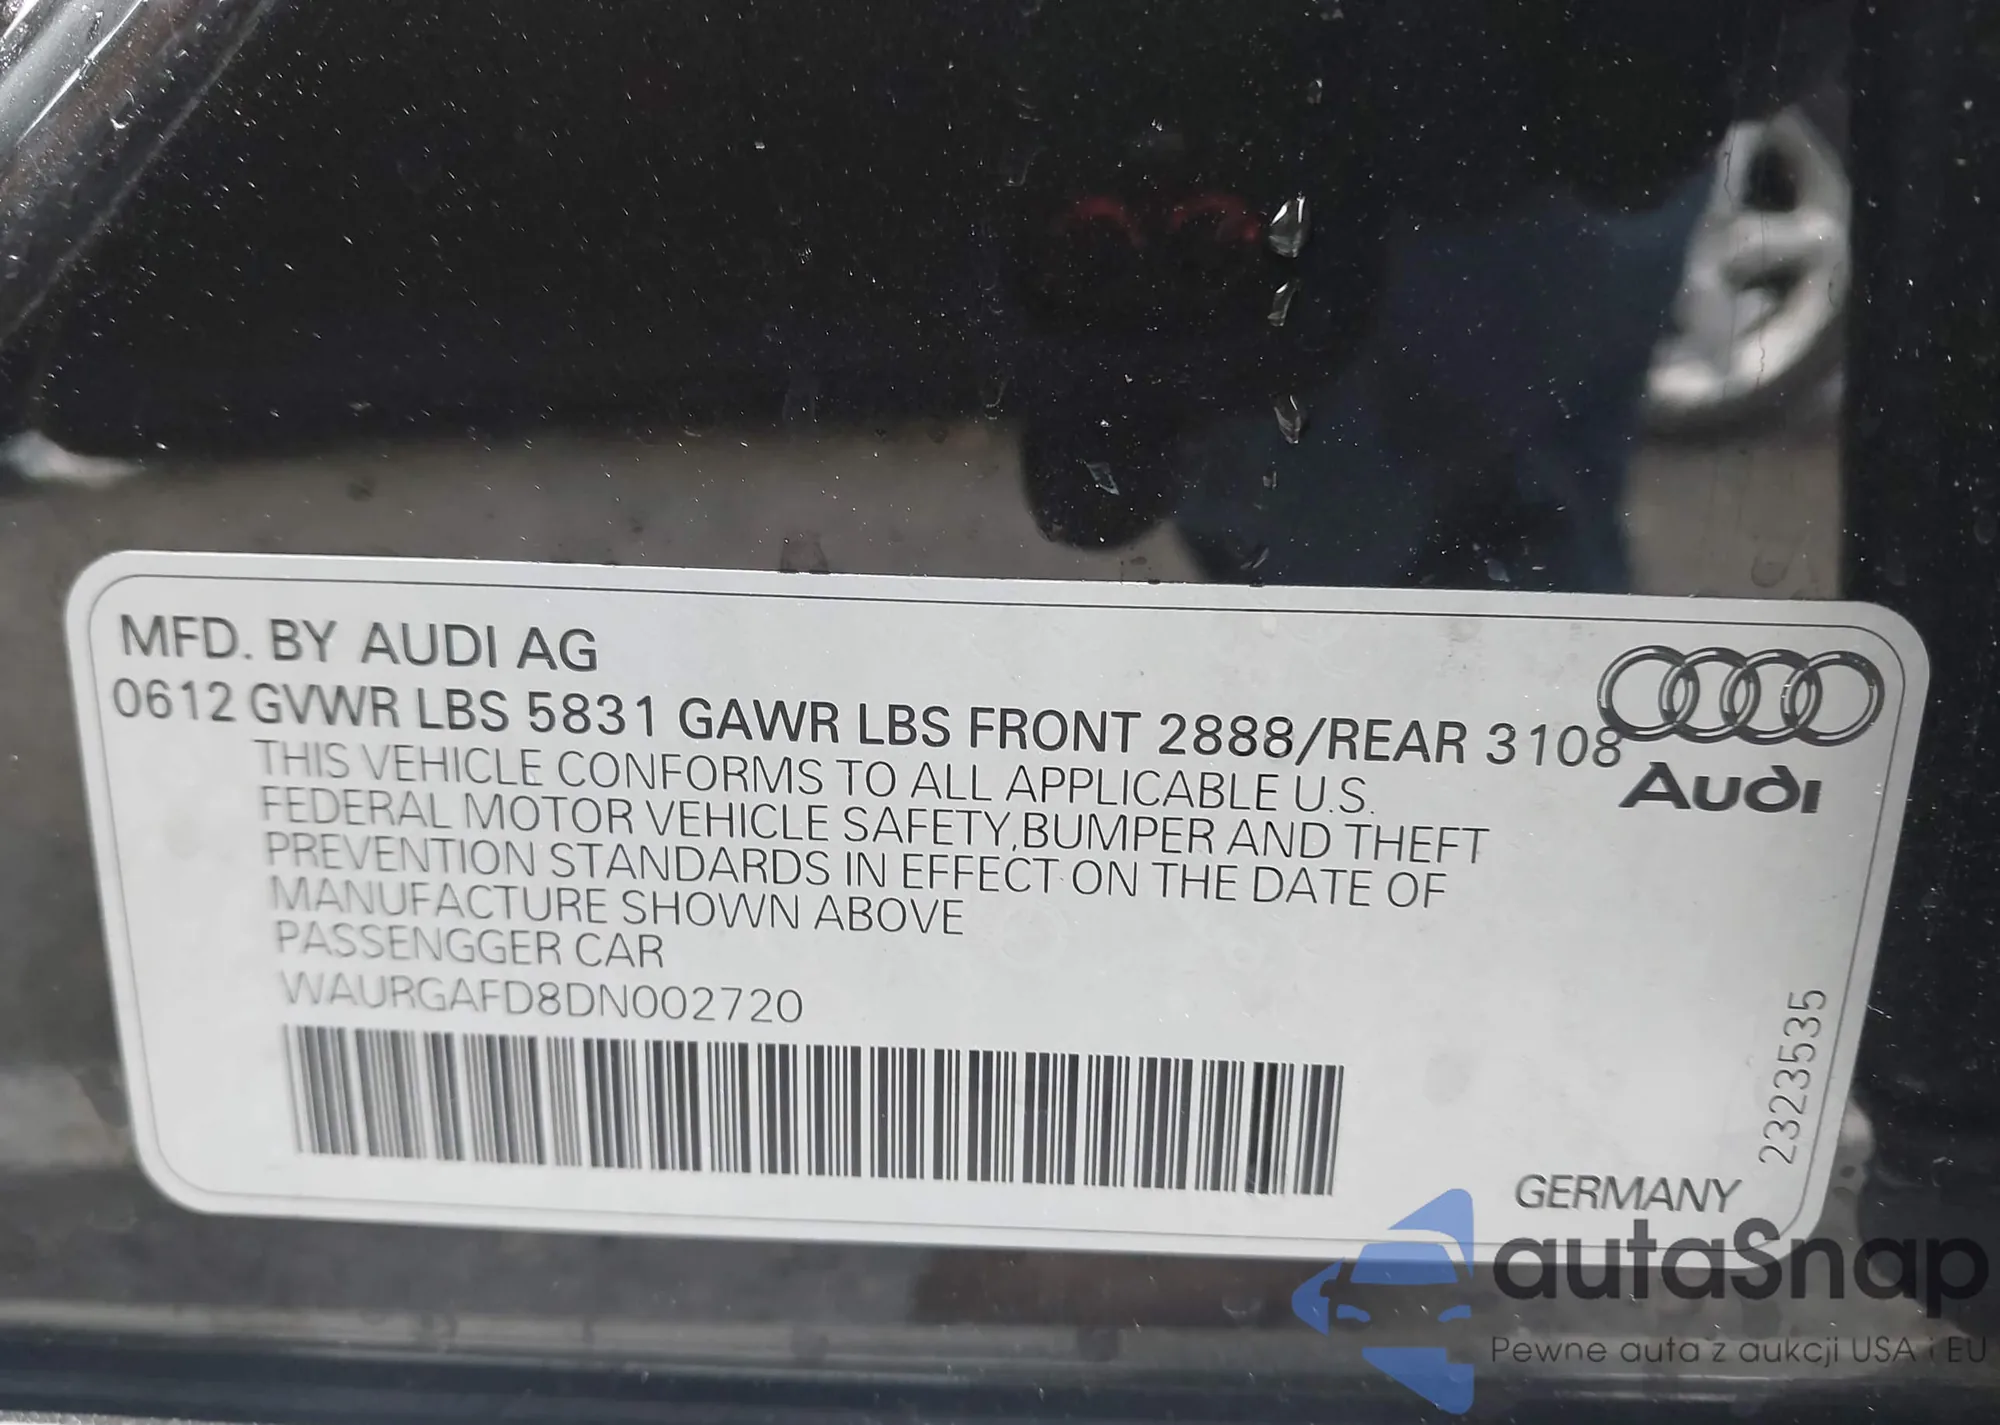 MFD. BY AUDI AG
0612 GVWR LBS 5831 GAWR LBS FRONT 2888/REAR 3108
Audi
THIS VEHICLE CONFORMS TO ALL APPLICABLE U.S.
FEDERAL MOTOR VEHICLE SAFETY,BUMPER AND THEFT
PREVENTION STANDARDS IN EFFECT ON THE DATE OF
MANUFACTURE SHOWN ABOVE
PASSENGGER CAR
WAURGAFD8DN002720
2323535
GERMANY
autaSnap
Pewne auta z aukcji USA i EU